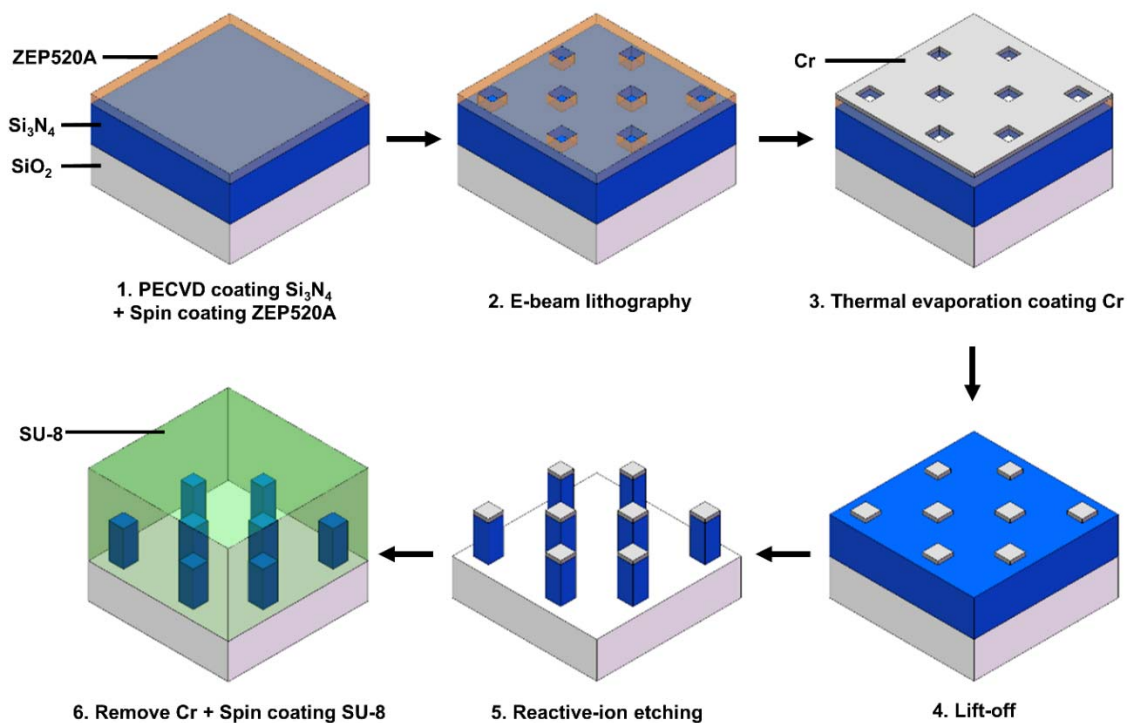 ZEP520A
Si₃N₄
SiO₂
1. PECVD coating Si₃N₄
+ Spin coating ZEP520A
2. E-beam lithography
Cr
3. Thermal evaporation coating Cr
SU-8
6. Remove Cr + Spin coating SU-8
5. Reactive-ion etching
4. Lift-off